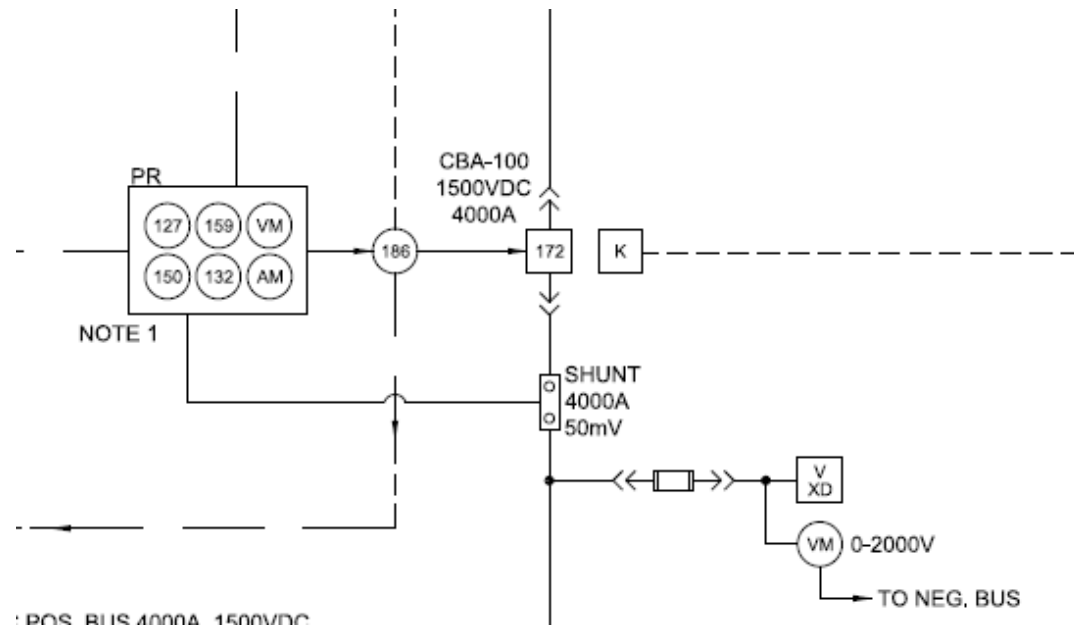 CBA-100
1500VDC
4000A
PR
127 159 VM
150 132 AM
186
172
K
NOTE 1
SHUNT
4000A
50mV
V
XD
VM 0-2000V
TO NEG. BUS
POS. BUS 4000A, 1500VDC